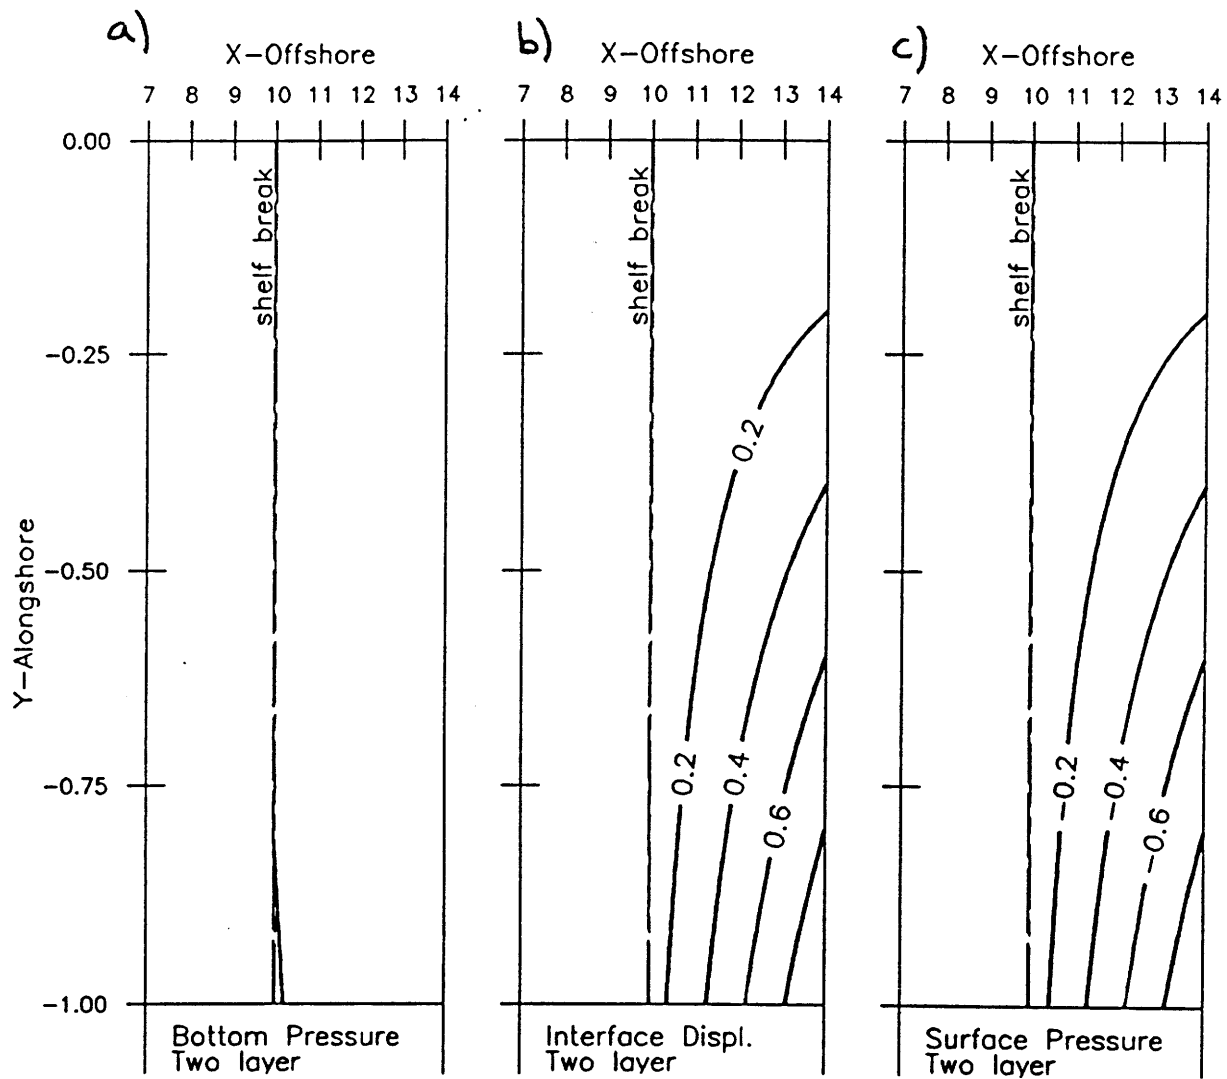 a)
X-Offshore
7 8 9 10 11 12 13 14
b)
X-Offshore
7 8 9 10 11 12 13 14
c)
X-Offshore
7 8 9 10 11 12 13 14
0.00
-0.25
-0.50
-0.75
-1.00
Y-Alongshore
shelf break
Bottom Pressure
Two layer
shelf break
0.2
0.2
0.4
0.6
Interface Displ.
Two layer
shelf break
-0.2
-0.4
-0.6
Surface Pressure
Two layer